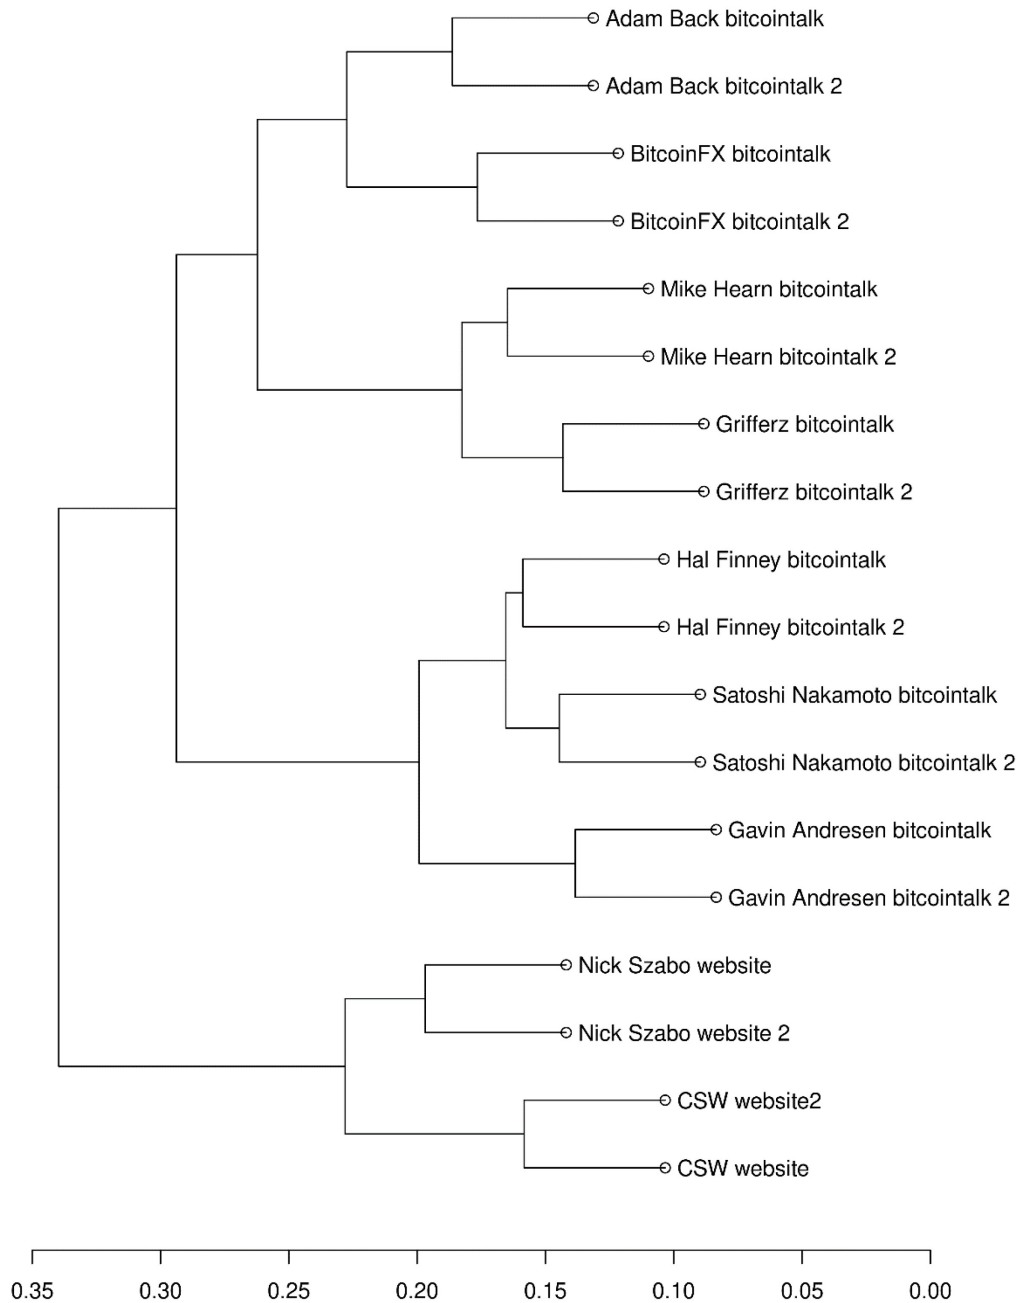 Adam Back bitcointalk
Adam Back bitcointalk 2
BitcoinFX bitcointalk
BitcoinFX bitcointalk 2
Mike Hearn bitcointalk
Mike Hearn bitcointalk 2
Grifferz bitcointalk
Grifferz bitcointalk 2
Hal Finney bitcointalk
Hal Finney bitcointalk 2
Satoshi Nakamoto bitcointalk
Satoshi Nakamoto bitcointalk 2
Gavin Andresen bitcointalk
Gavin Andresen bitcointalk 2
Nick Szabo website
Nick Szabo website 2
CSW website2
CSW website
0.35 0.30 0.25 0.20 0.15 0.10 0.05 0.00